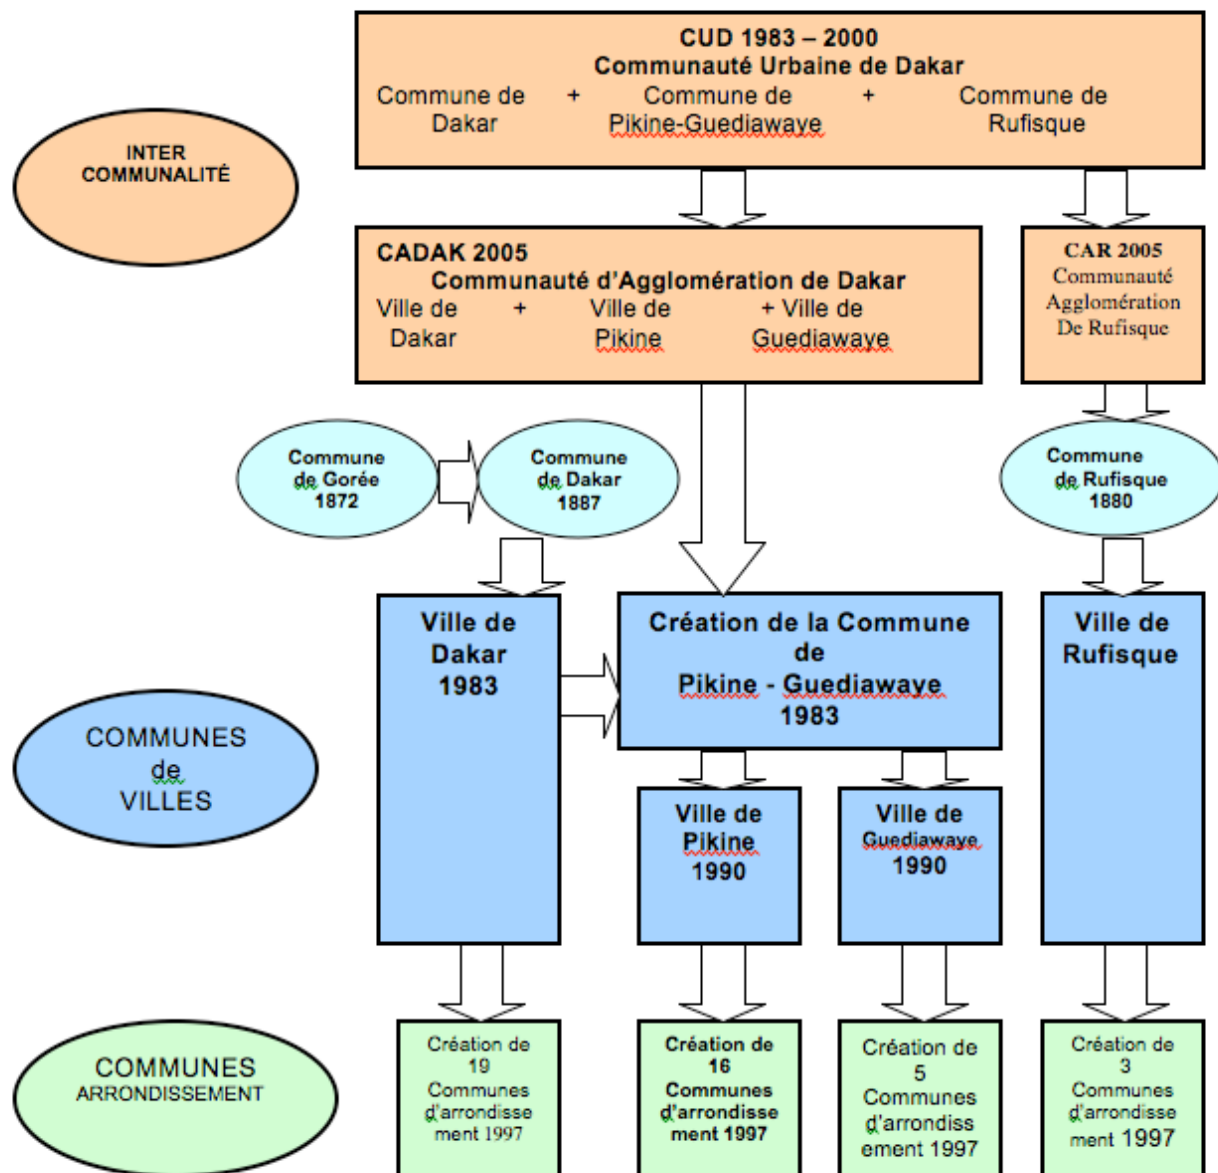 CUD 1983 – 2000
Communauté Urbaine de Dakar
Commune de + Commune de + Commune de
Dakar Pikine-Guediawaye Rufisque
INTER
COMMUNALITÉ
CADAK 2005
Communauté d'Agglomération de Dakar
Ville de + Ville de + Ville de
Dakar Pikine Guediawaye
CAR 2005
Communauté
Agglomération
De Rufisque
Commune
de Gorée
1872
Commune
de Dakar
1887
Commune
de Rufisque
1880
Ville de
Dakar
1983
Création de la Commune
de
Pikine - Guediawaye
1983
Ville de
Rufisque
COMMUNES
de
VILLES
Ville de
Pikine
1990
Ville de
Guediawaye
1990
COMMUNES
ARRONDISSEMENT
Création de
19
Communes
d'arrondisse
ment 1997
Création de
16
Communes
d'arrondisse
ment 1997
Création de
5
Communes
d'arrondiss
ement 1997
Création de
3
Communes
d'arrondisse
ment 1997